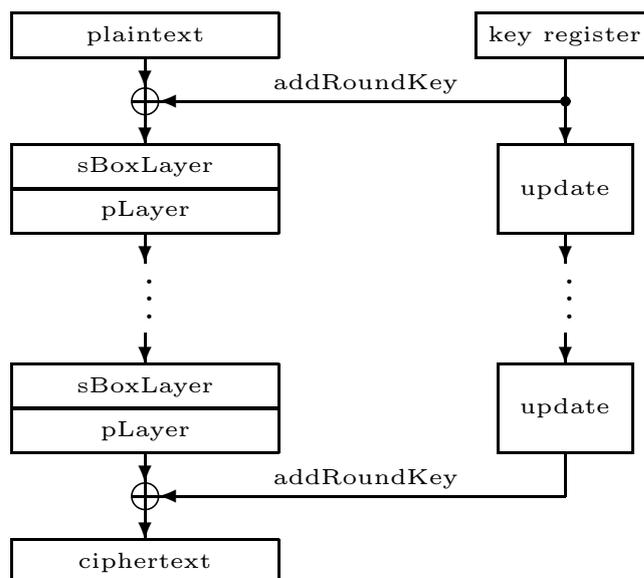 plaintext
key register
addRoundKey
sBoxLayer
pLayer
update
sBoxLayer
pLayer
update
addRoundKey
ciphertext